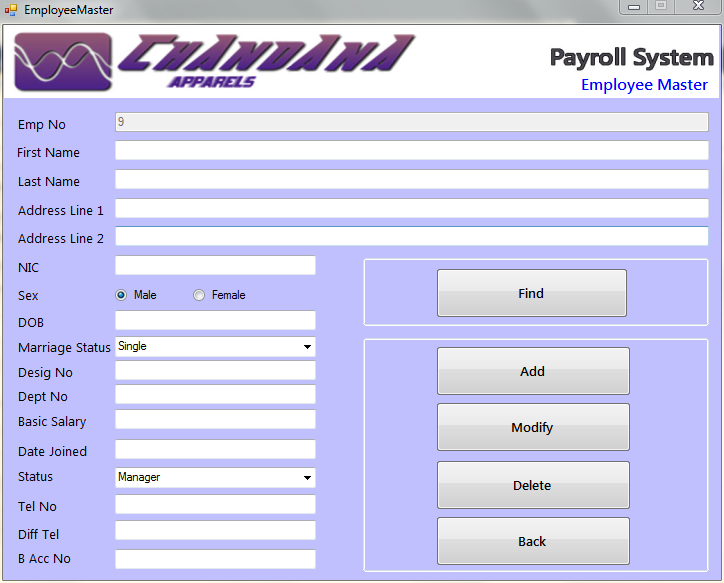 EmployeeMaster
CHANDANA
APPARELS
Payroll System
Employee Master
Emp No 9
First Name
Last Name
Address Line 1
Address Line 2
NIC
Sex Male Female
DOB
Marriage Status Single
Desig No
Dept No
Basic Salary
Date Joined
Status Manager
Tel No
Diff Tel
B Acc No
Find
Add
Modify
Delete
Back